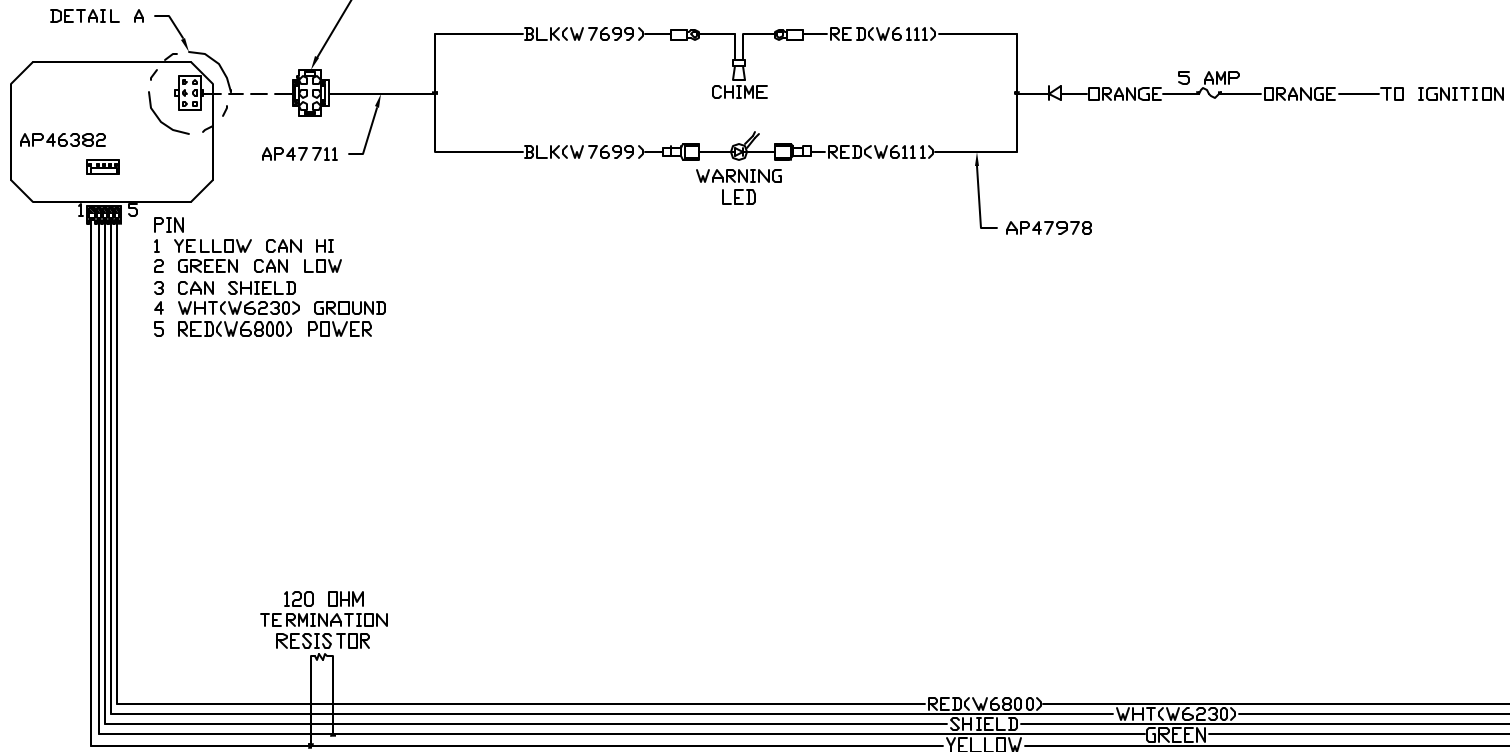 DETAIL A
BLK(W7699)
RED(W6111)
CHIME
5 AMP
ORANGE
ORANGE
TO IGNITION
AP46382
AP47711
BLK(W7699)
RED(W6111)
WARNING
LED
AP47978
1
5
PIN
1 YELLOW CAN HI
2 GREEN CAN LOW
3 CAN SHIELD
4 WHT(W6230) GROUND
5 RED(W6800) POWER
120 OHM
TERMINATION
RESISTOR
RED(W6800)
WHT(W6230)
SHIELD
GREEN
YELLOW